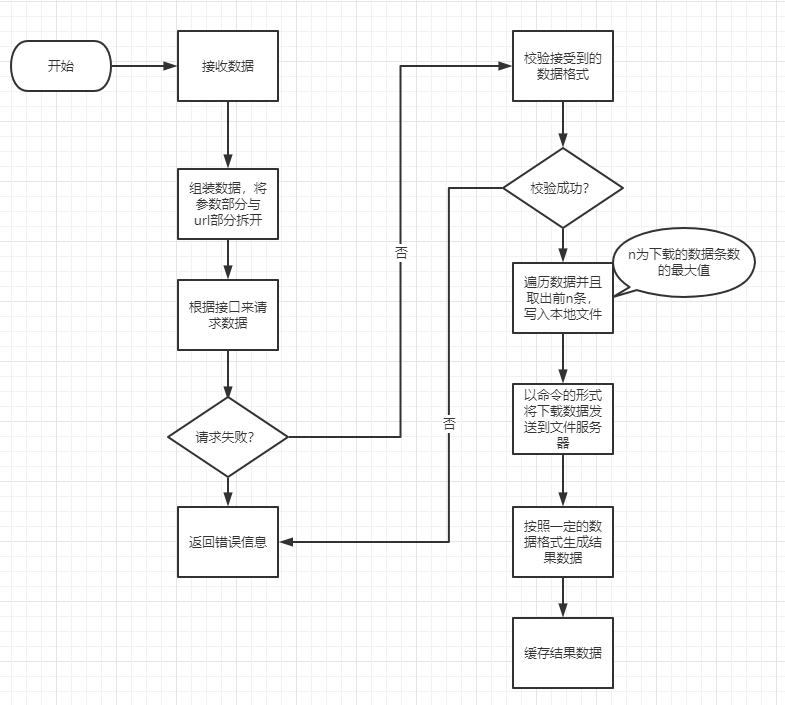 开始
接收数据
组装数据，将
参数部分与
url部分拆开
根据接口来请
求数据
请求失败？
返回错误信息
否
校验接受到的
数据格式
校验成功？
否
遍历数据并且
取出前n条，
写入本地文件
n为下载的数据条数
的最大值
以命令的形式
将下载数据发
送到文件服务
器
按照一定的数
据格式生成结
果数据
缓存结果数据